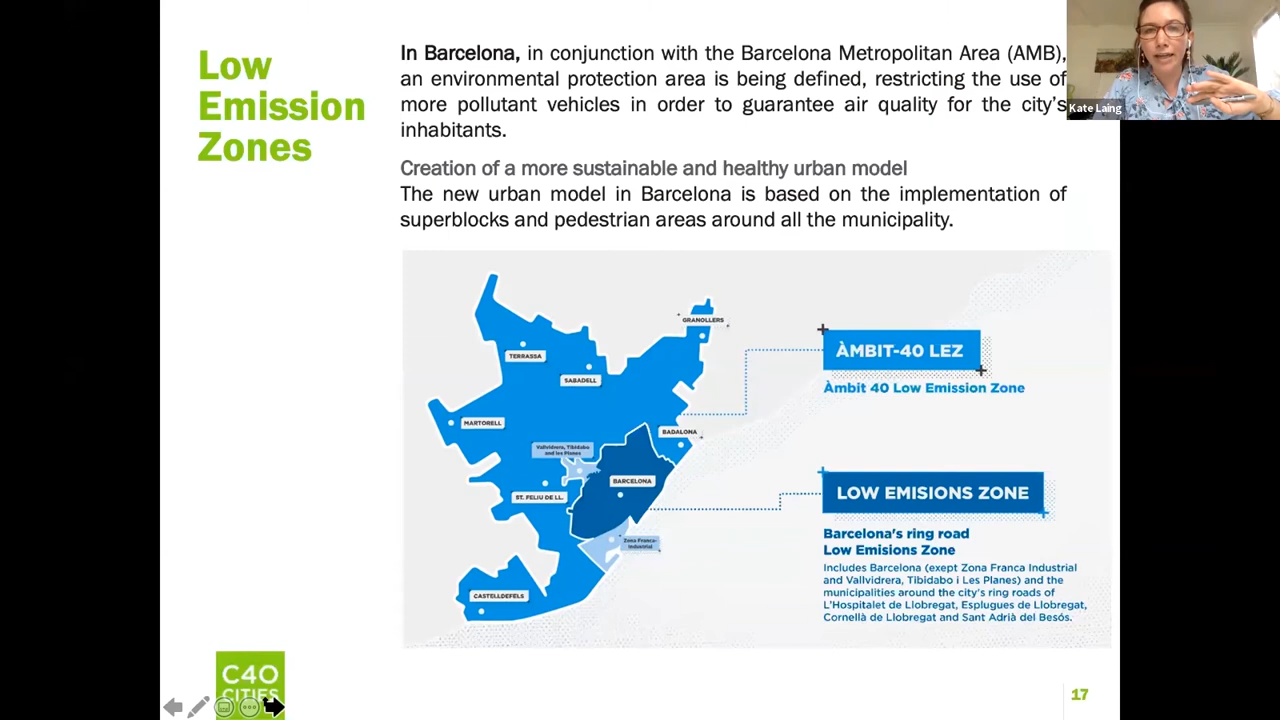 Low
Emission
Zones
In Barcelona, in conjunction with the Barcelona Metropolitan Area (AMB),
an environmental protection area is being defined, restricting the use of
more pollutant vehicles in order to guarantee air quality for the city's
inhabitants.
Creation of a more sustainable and healthy urban model
The new urban model in Barcelona is based on the implementation of
superblocks and pedestrian areas around all the municipality.
Kate Laing
GRANOLLERS
TERRASSA
SABADELL
MARTORELL
BADALONA
Vallvidrera, Tibidabo
and les Planes
BARCELONA
ST. FELIU DE LL.
Zona Franca-
Industrial
CASTELLDEFELS
ÀMBIT-40 LEZ
Àmbit 40 Low Emission Zone
LOW EMISIONS ZONE
Barcelona's ring road
Low Emisions Zone
Includes Barcelona (exept Zona Franca Industrial
and Vallvidrera, Tibidabo i Les Planes) and the
municipalities around the city's ring roads of
L'Hospitalet de Llobregat, Esplugues de Llobregat,
Cornellà de Llobregat and Sant Adrià del Besós.
C40
CITIES
17